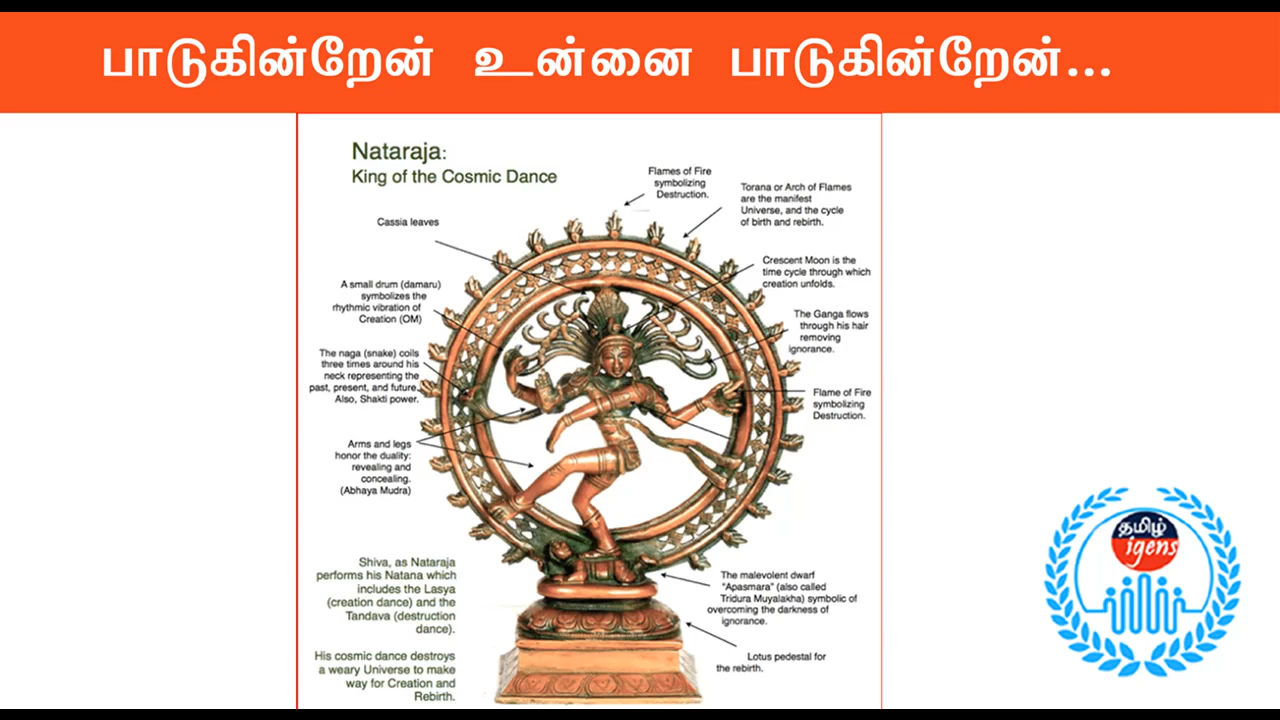 பாடுகின்றேன் உன்னை பாடுகின்றேன்...
Nataraja:
King of the Cosmic Dance
Flames of Fire
symbolizing
Destruction.
Torana or Arch of Flames
are the manifest
Universe, and the cycle
of birth and rebirth.
Cassia leaves
Crescent Moon is the
time cycle through which
creation unfolds.
A small drum (damaru)
symbolizes the
rhythmic vibration of
Creation (OM)
The Ganga flows
through his hair
removing
ignorance.
The naga (snake) coils
three times around his
neck representing the
past, present, and future.
Also, Shakti power.
Flame of Fire
symbolizing
Destruction.
Arms and legs
honor the duality:
revealing and
concealing.
(Abhaya Mudra)
Shiva, as Nataraja
performs his Natana which
includes the Lasya
(creation dance) and the
Tandava (destruction
dance).
His cosmic dance destroys
a weary Universe to make
way for Creation and
Rebirth.
The malevolent dwarf
"Apasmara" (also called
Tridura Muyalakha) symbolic of
overcoming the darkness of
ignorance.
Lotus pedestal for
the rebirth.
தமிழ்
igens